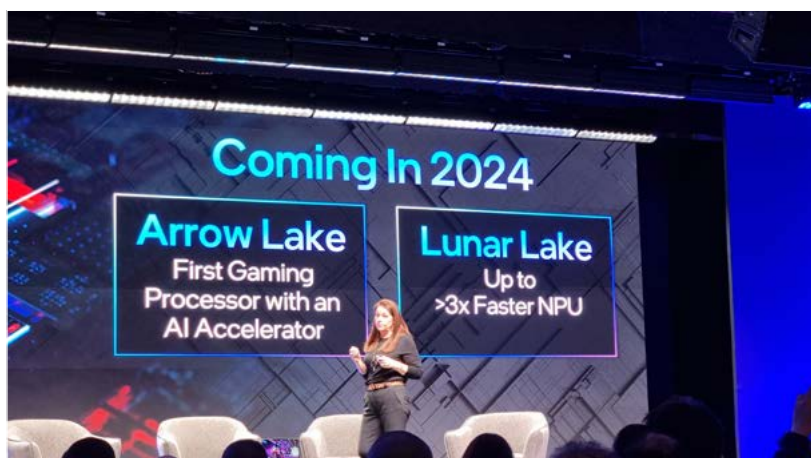 Coming In 2024
Arrow Lake
First Gaming
Processor with an
AI Accelerator
Lunar Lake
Up to
>3x Faster NPU